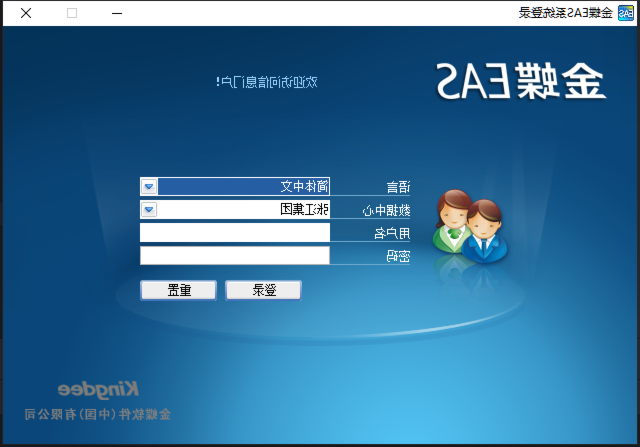 EAS 金蝶EAS系统登录
金蝶EAS
欢迎访问信息门户!
语言 简体中文
数据中心 张江集团
用户名
密码
登录 重置
Kingdee
金蝶软件(中国)有限公司